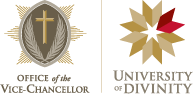 OFFICE of the
VICE-CHANCELLOR
UNIVERSITY
OF DIVINITY